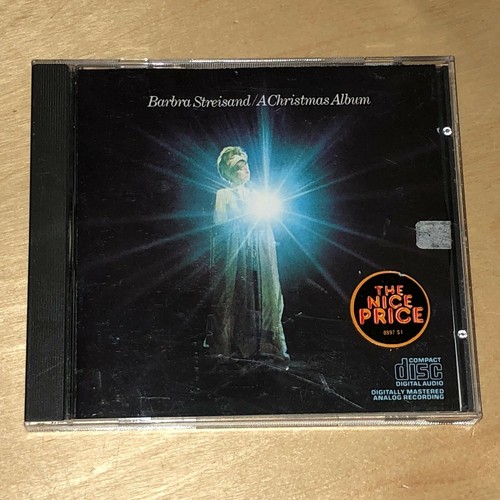 Barbra Streisand/A Christmas Album
THE
NICE
PRICE
COMPACT
disc
DIGITAL AUDIO
DIGITALLY MASTERED
ANALOG RECORDING